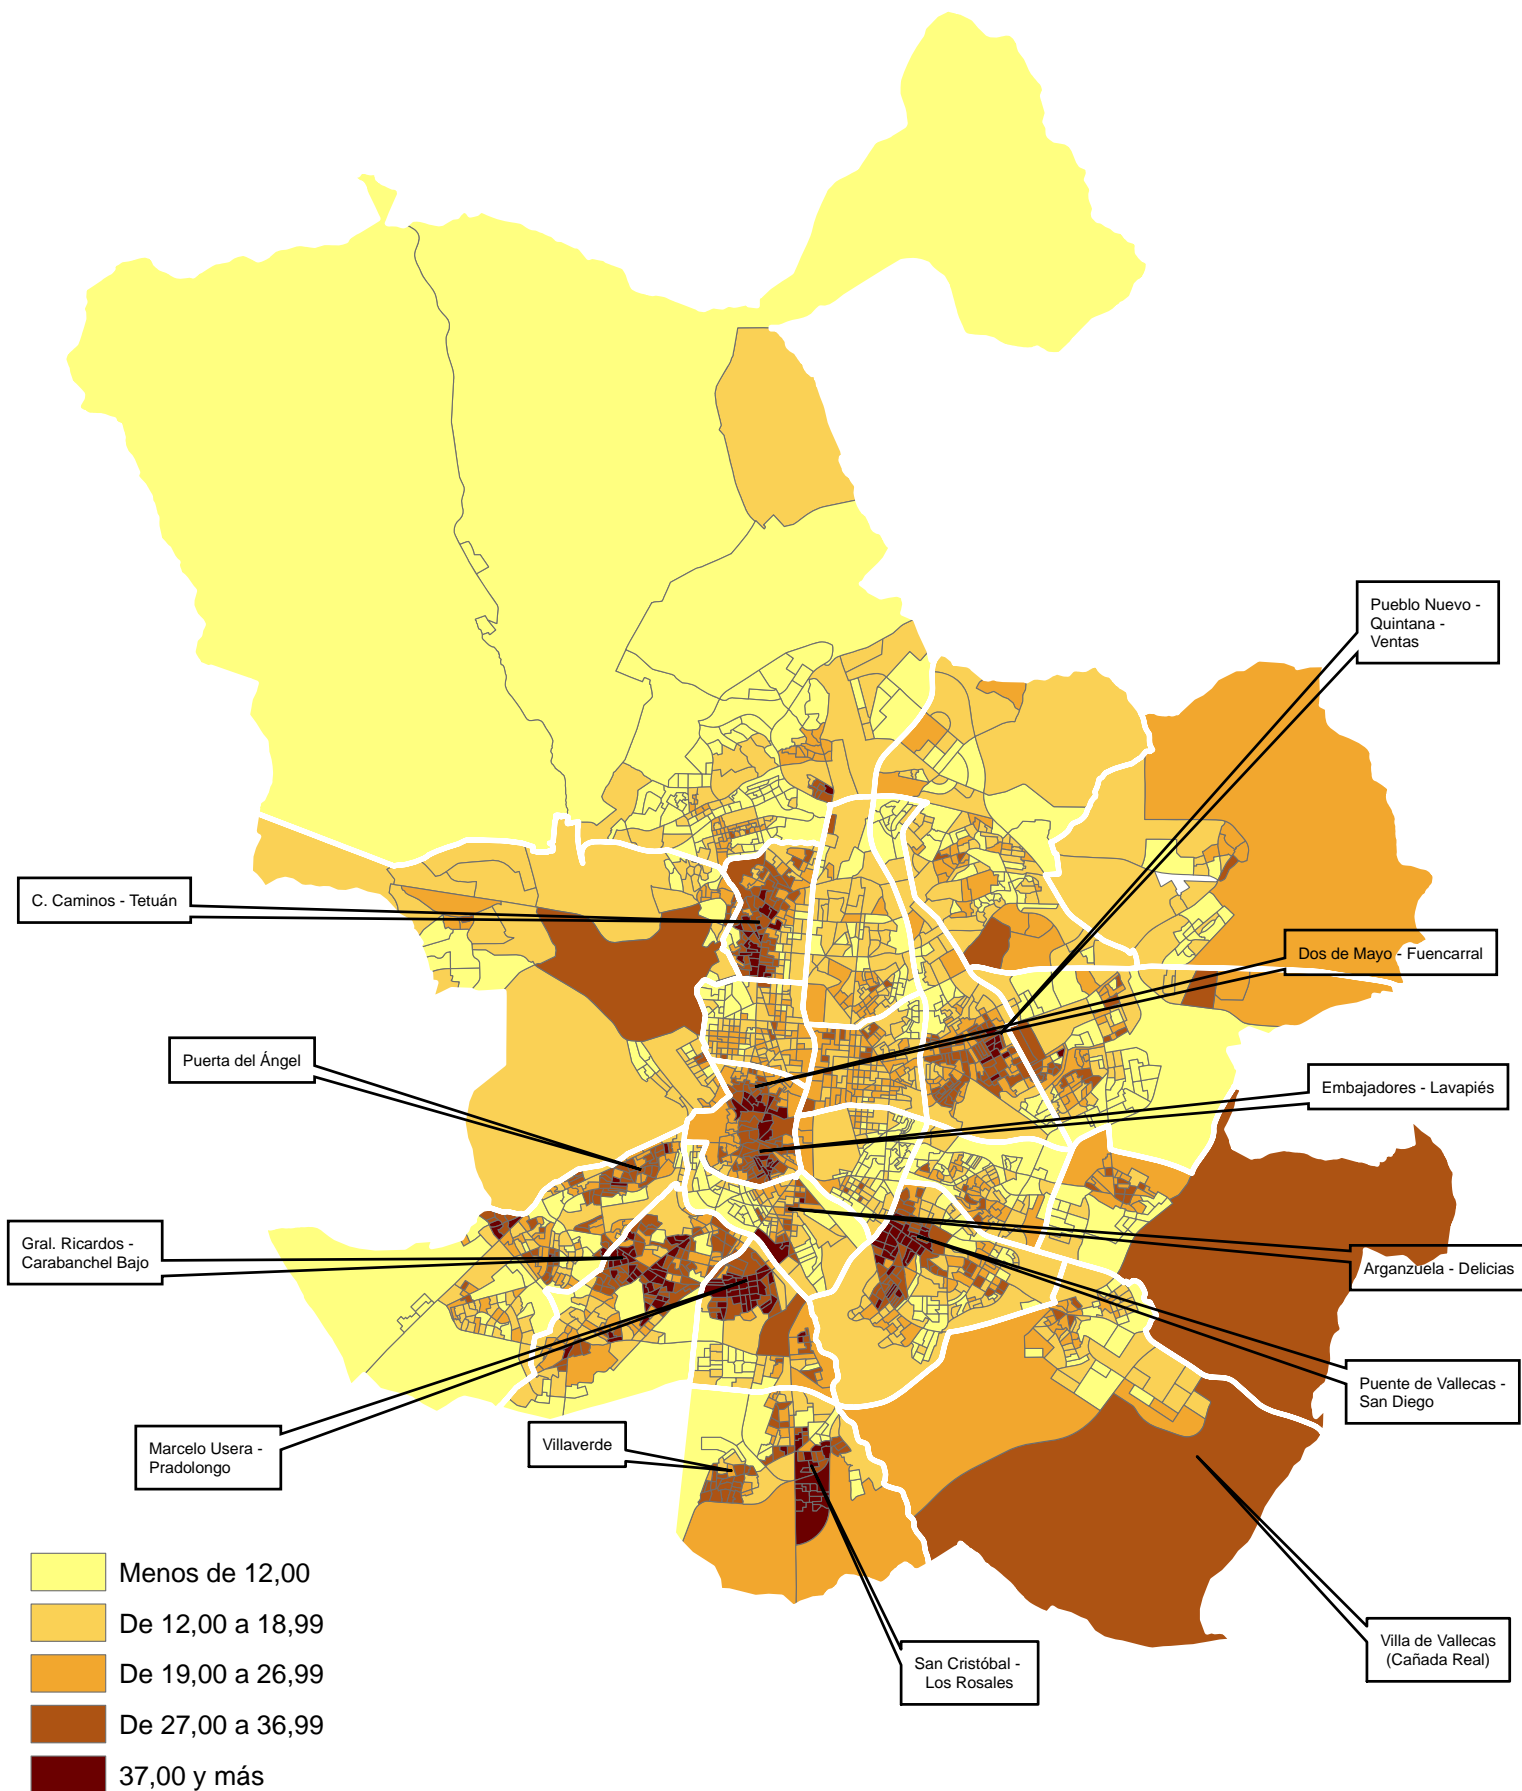 Pueblo Nuevo -
Quintana -
Ventas
C. Caminos - Tetuán
Dos de Mayo - Fuencarral
Puerta del Ángel
Embajadores - Lavapiés
Gral. Ricardos -
Carabanchel Bajo
Arganzuela - Delicias
Puente de Vallecas -
San Diego
Marcelo Usera -
Pradolongo
Villaverde
Villa de Vallecas
(Cañada Real)
San Cristóbal -
Los Rosales
Menos de 12,00
De 12,00 a 18,99
De 19,00 a 26,99
De 27,00 a 36,99
37,00 y más